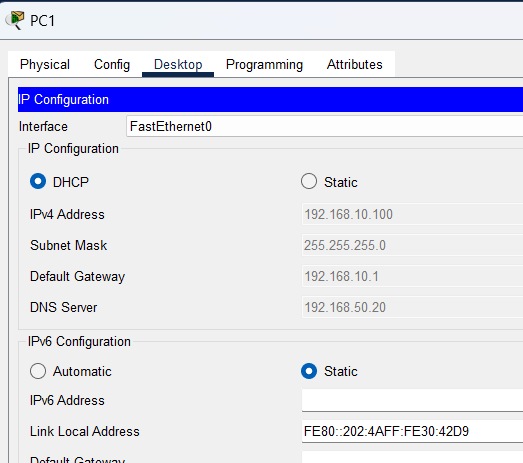 PC1
Physical Config Desktop Programming Attributes
IP Configuration
Interface FastEthernet0
IP Configuration
DHCP Static
IPv4 Address 192.168.10.100
Subnet Mask 255.255.255.0
Default Gateway 192.168.10.1
DNS Server 192.168.50.20
IPv6 Configuration
Automatic Static
IPv6 Address
Link Local Address FE80::202:4AFF:FE30:42D9
Default Gateway